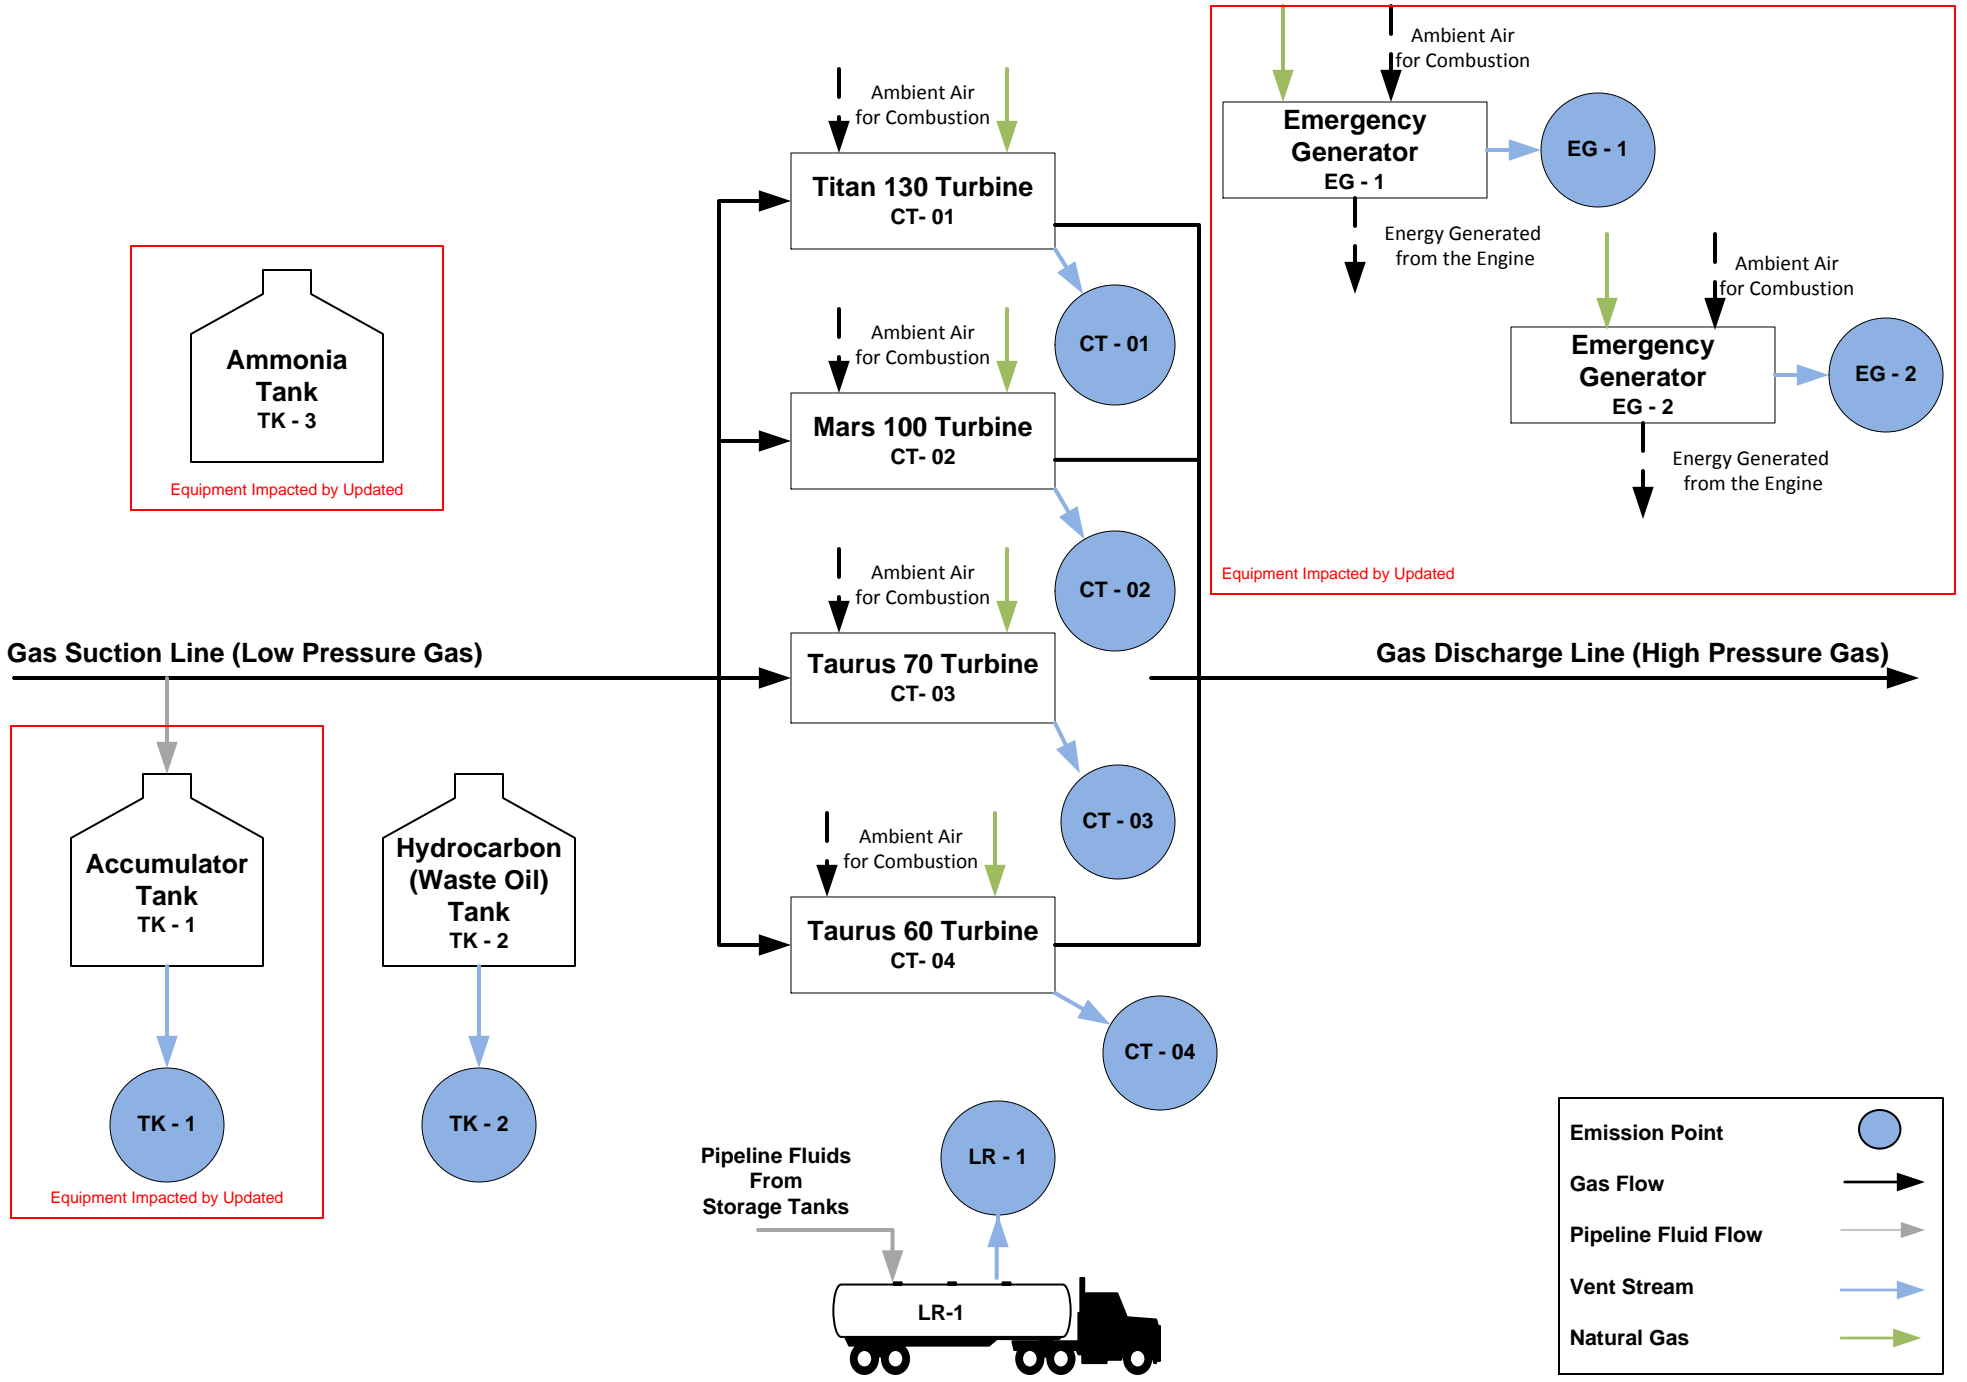 Ambient Air
for Combustion
Emergency
Generator
EG - 1
EG - 1
Energy Generated
from the Engine
Ambient Air
for Combustion
Emergency
Generator
EG - 2
EG - 2
Energy Generated
from the Engine
Equipment Impacted by Updated
Ambient Air
for Combustion
Titan 130 Turbine
CT- 01
CT - 01
Ambient Air
for Combustion
Mars 100 Turbine
CT- 02
CT - 02
Ambient Air
for Combustion
Taurus 70 Turbine
CT- 03
CT - 03
Ambient Air
for Combustion
Taurus 60 Turbine
CT- 04
CT - 04
Ammonia
Tank
TK - 3
Equipment Impacted by Updated
Gas Suction Line (Low Pressure Gas)
Gas Discharge Line (High Pressure Gas)
Accumulator
Tank
TK - 1
TK - 1
Equipment Impacted by Updated
Hydrocarbon
(Waste Oil)
Tank
TK - 2
TK - 2
Pipeline Fluids
From
Storage Tanks
LR - 1
LR-1
Emission Point
Gas Flow
Pipeline Fluid Flow
Vent Stream
Natural Gas